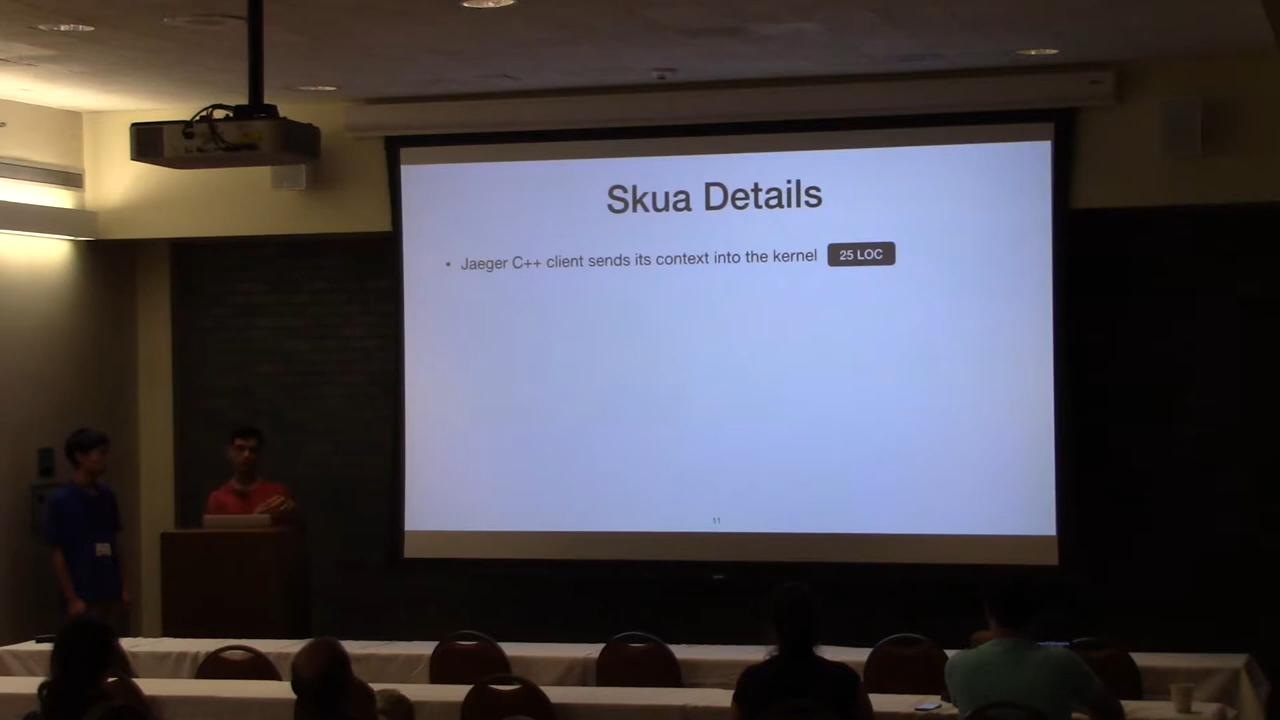 Skua Details
• Jaeger C++ client sends its context into the kernel 25 LOC
11